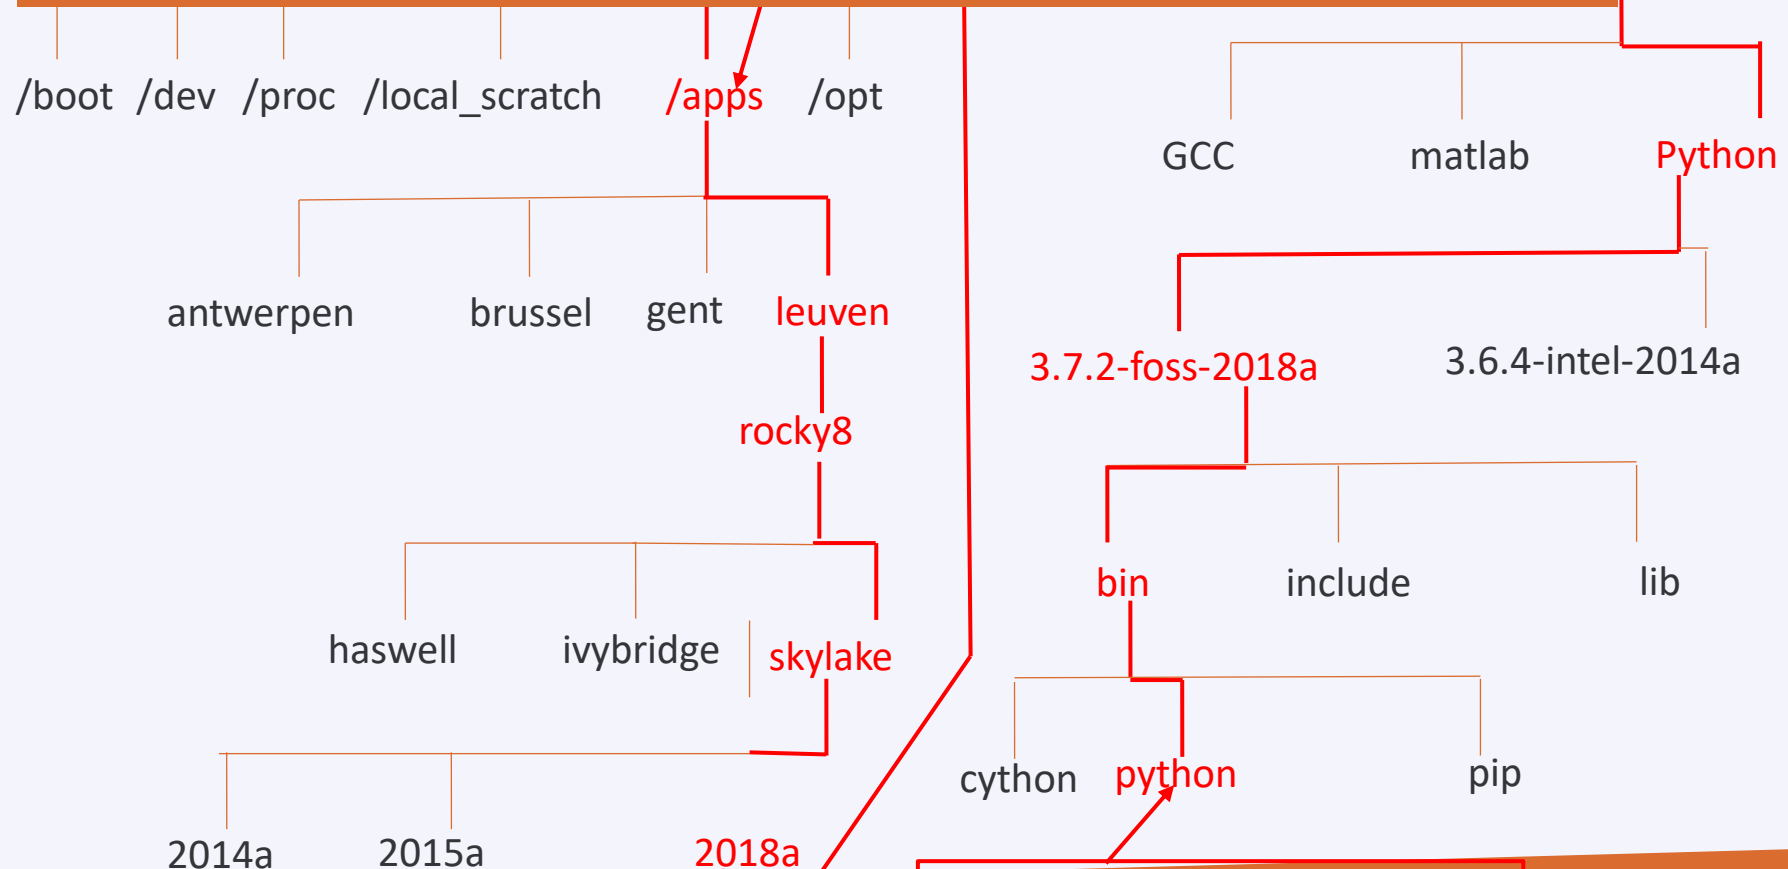 /boot /dev /proc /local_scratch /apps /opt
antwerpen brussel gent leuven
rocky8
haswell ivybridge skylake
2014a 2015a 2018a
GCC matlab Python
3.7.2-foss-2018a 3.6.4-intel-2014a
bin include lib
cython python pip